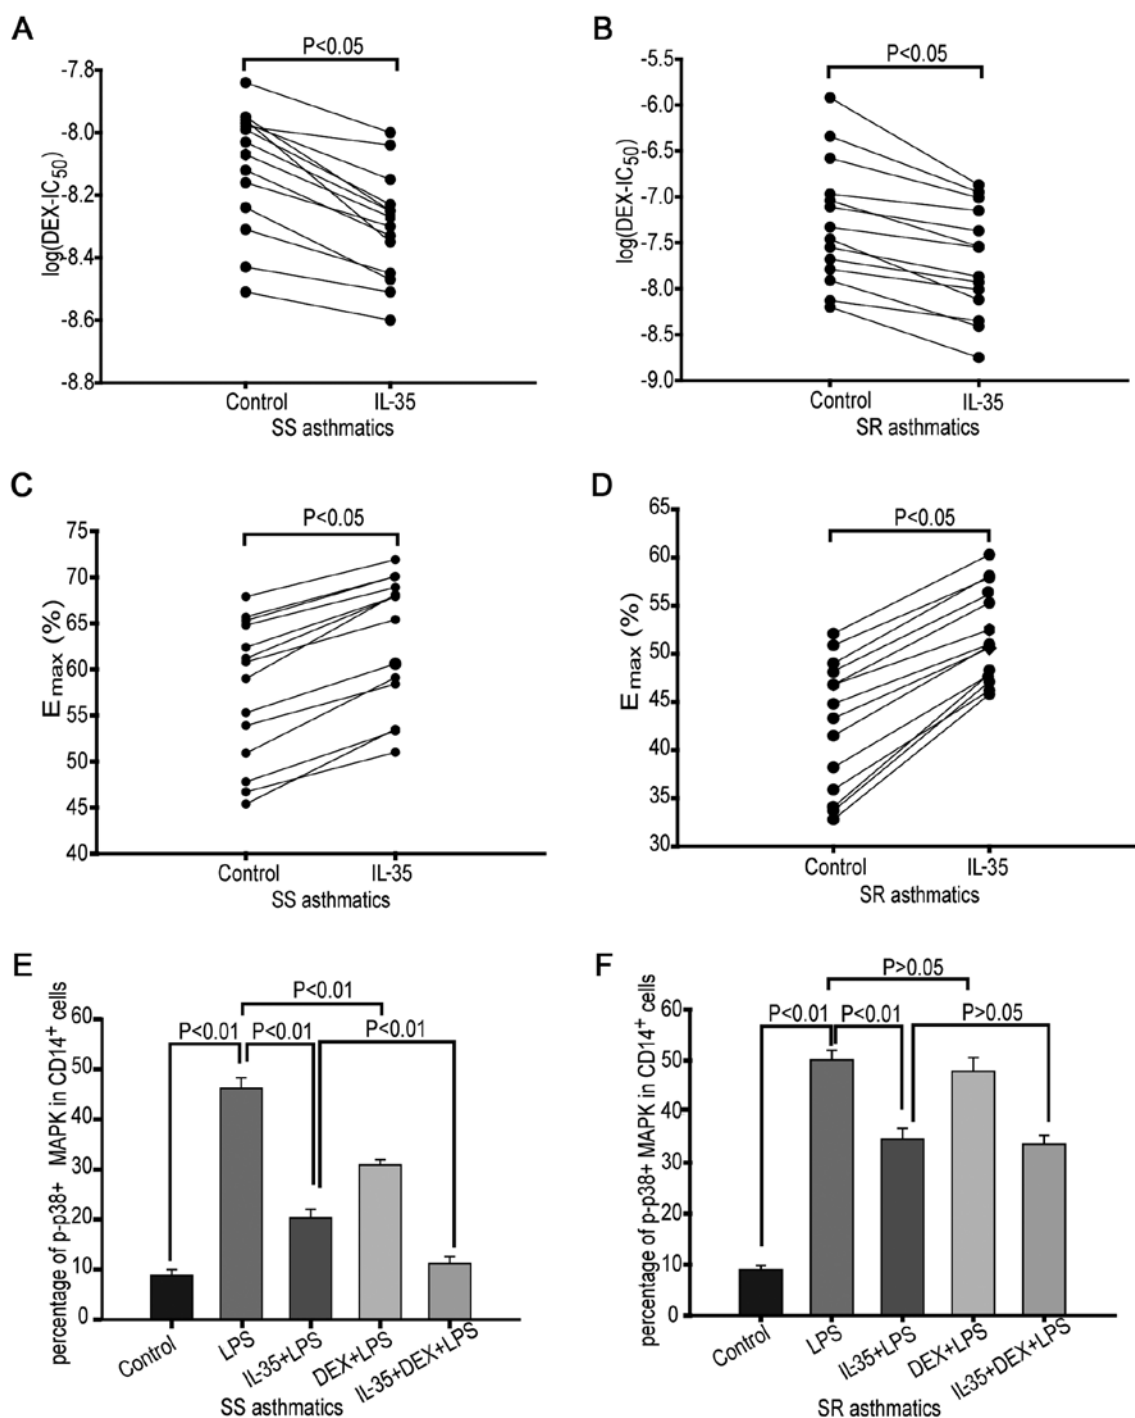 A
P<0.05
-7.8
-8.0
-8.2
-8.4
-8.6
-8.8
log(DEX-IC50)
Control IL-35
SS asthmatics
B
P<0.05
-5.5
-6.0
-6.5
-7.0
-7.5
-8.0
-8.5
-9.0
log(DEX-IC50)
Control IL-35
SR asthmatics
C
P<0.05
75
70
65
60
55
50
45
40
Emax (%)
Control IL-35
SS asthmatics
D
P<0.05
65
60
55
50
45
40
35
30
Emax (%)
Control IL-35
SR asthmatics
E
P<0.01
P<0.01 P<0.01 P<0.01
60
50
40
30
20
10
0
percentage of p-p38+ MAPK in CD14+ cells
Control LPS IL-35+LPS DEX+LPS IL-35+DEX+LPS
SS asthmatics
F
P>0.05
P<0.01 P<0.01 P>0.05
60
50
40
30
20
10
0
percentage of p-p38+ MAPK in CD14+ cells
Control LPS IL-35+LPS DEX+LPS IL-35+DEX+LPS
SR asthmatics